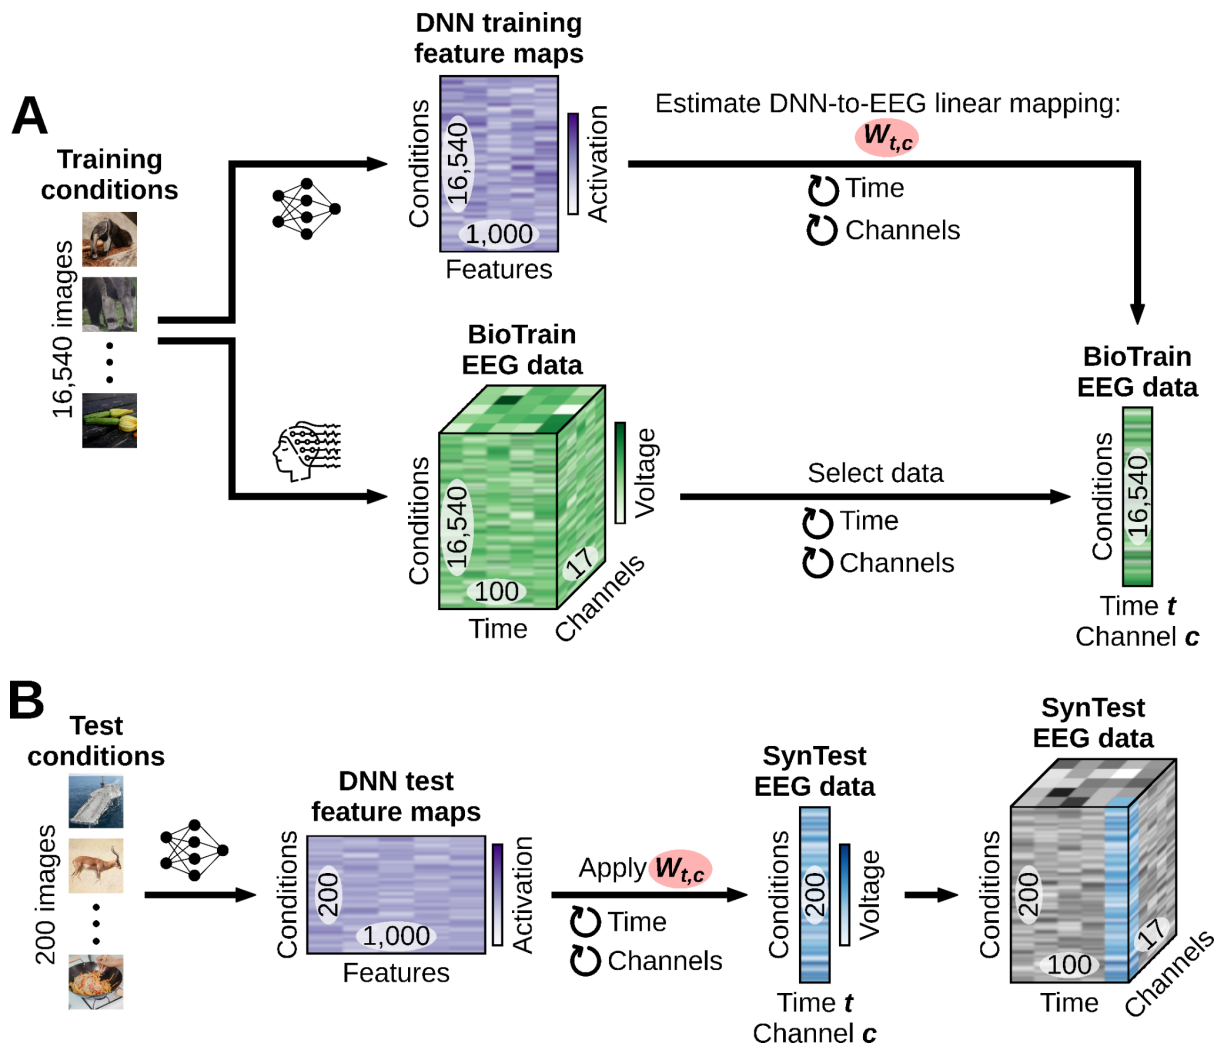 A
Training
conditions
16,540 images
DNN training
feature maps
Conditions
16,540
1,000
Features
Activation
Estimate DNN-to-EEG linear mapping:
Wt,c
Time
Channels
BioTrain
EEG data
Conditions
16,540
100
17
Time
Channels
Voltage
Select data
Time
Channels
BioTrain
EEG data
Conditions
16,540
Time t
Channel c
B
Test
conditions
200 images
DNN test
feature maps
Conditions
200
1,000
Features
Activation
Apply Wt,c
Time
Channels
SynTest
EEG data
Conditions
200
Voltage
Time t
Channel c
SynTest
EEG data
Conditions
200
100
17
Time
Channels